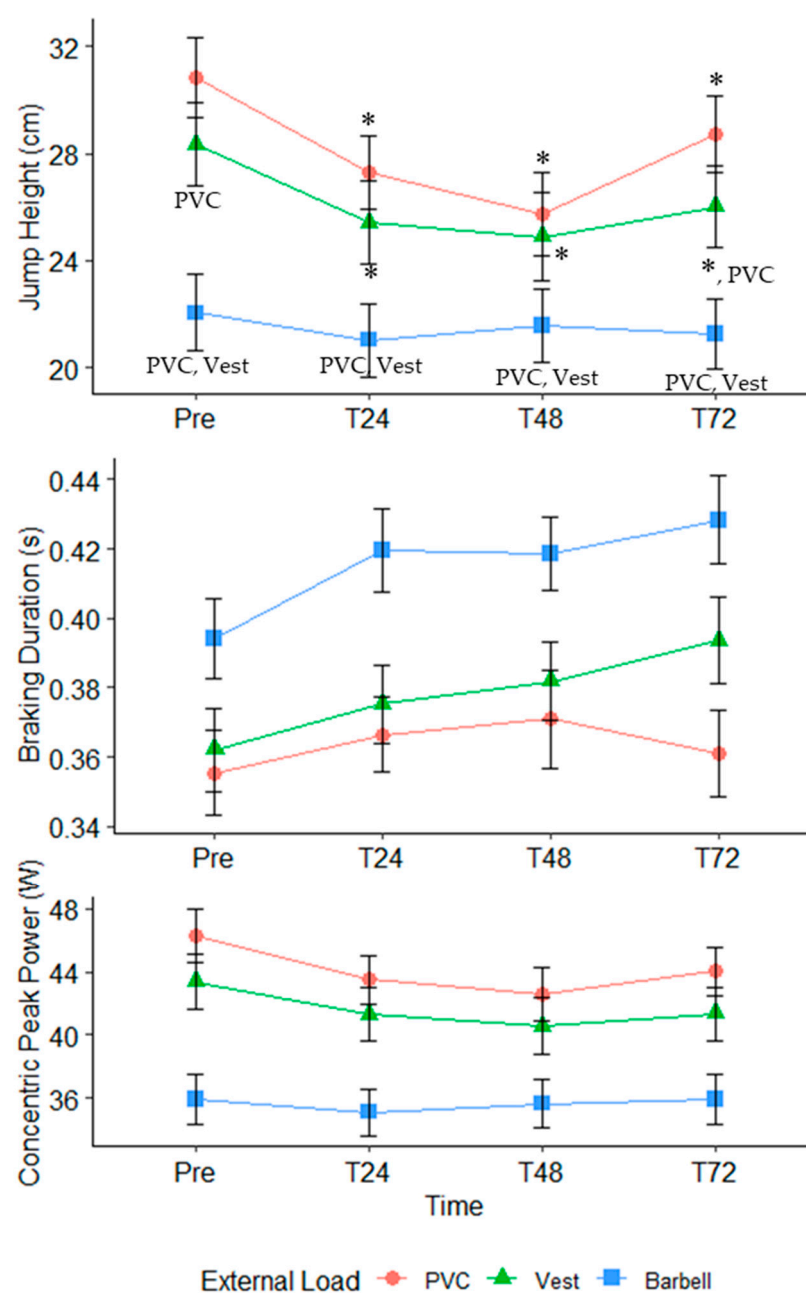 Jump Height (cm)
32
28
24
20
*
*
*
PVC
*
*
*, PVC
PVC, Vest
PVC, Vest
PVC, Vest
PVC, Vest
Pre
T24
T48
T72
Braking Duration (s)
0.44
0.42
0.40
0.38
0.36
0.34
Pre
T24
T48
T72
Concentric Peak Power (W)
48
44
40
36
Pre
T24
T48
T72
Time
External Load
PVC
Vest
Barbell